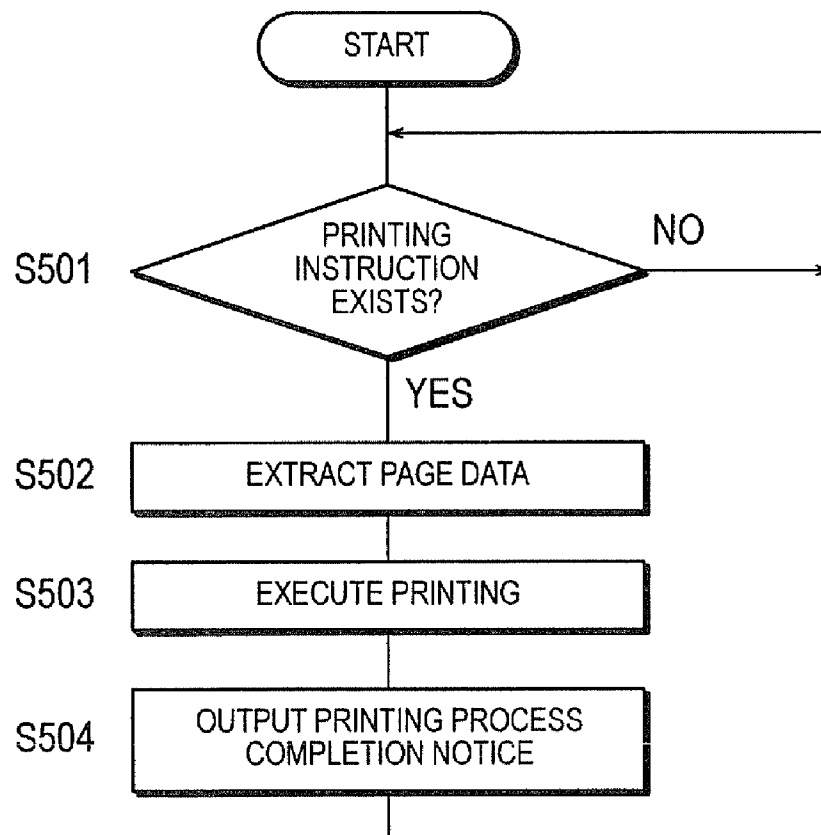 START
S501
PRINTING
INSTRUCTION
EXISTS?
NO
YES
S502
EXTRACT PAGE DATA
S503
EXECUTE PRINTING
S504
OUTPUT PRINTING PROCESS
COMPLETION NOTICE